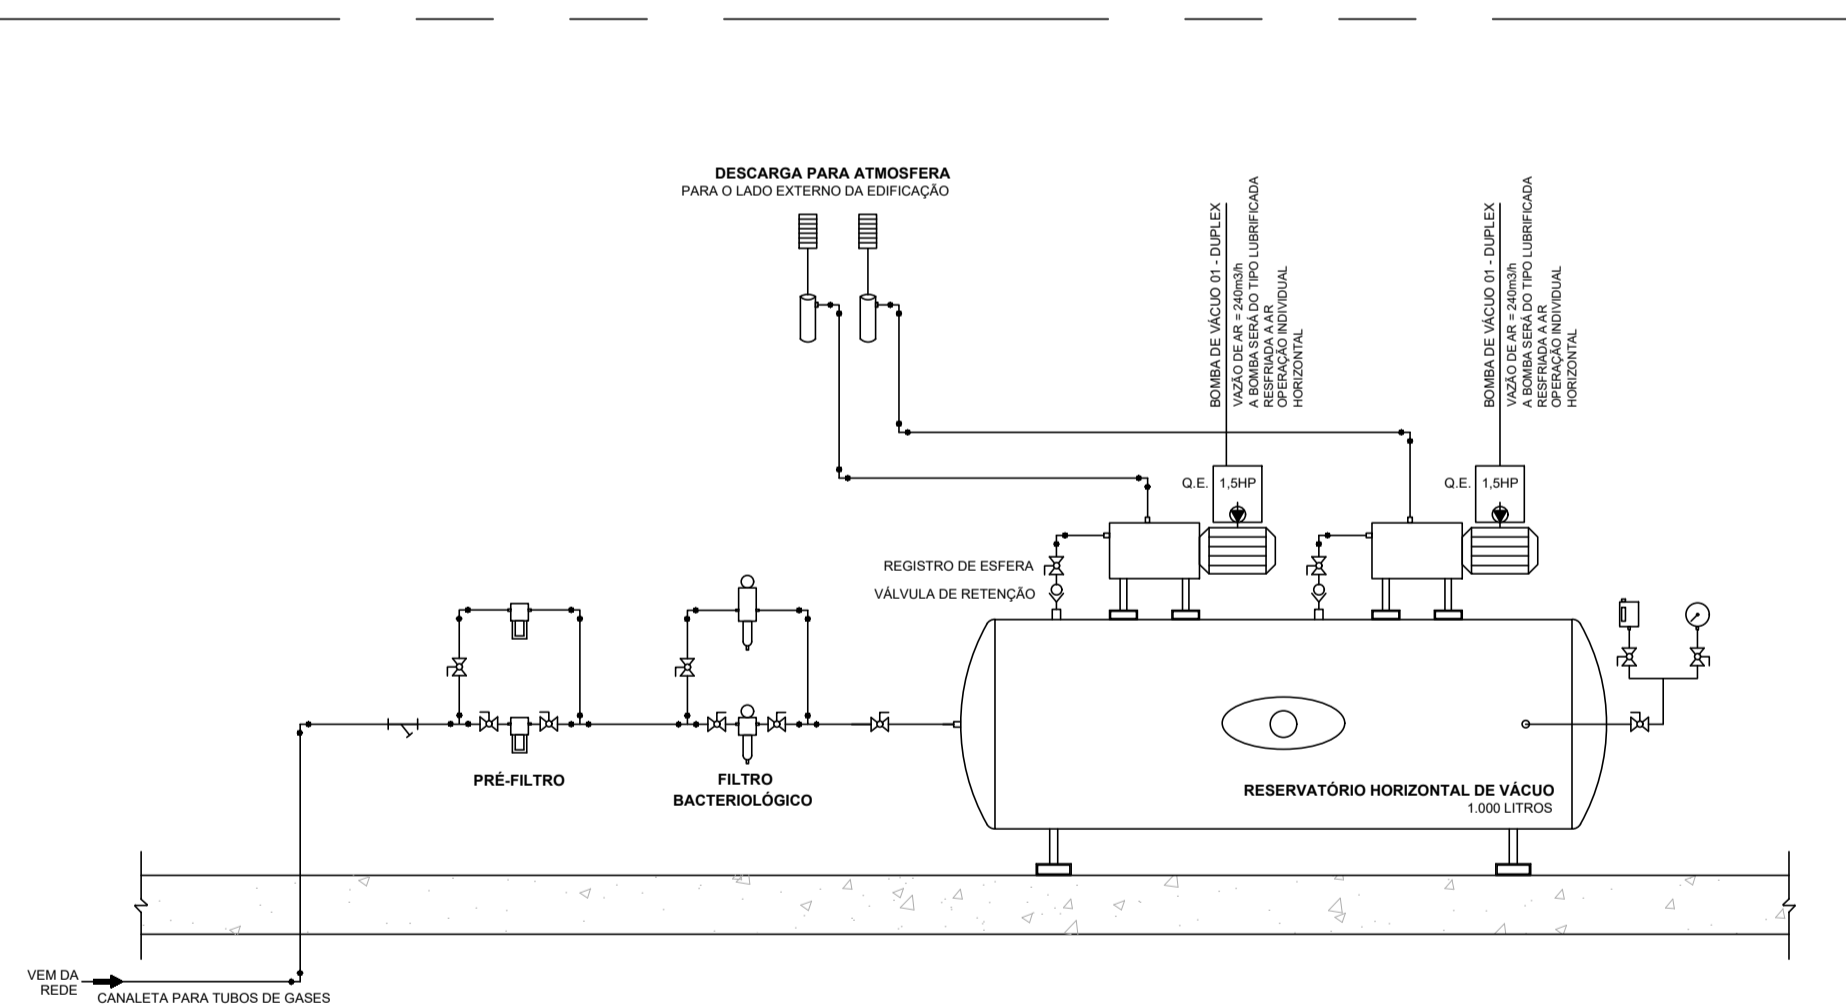 DESCARGA PARA ATMOSFERA
PARA O LADO EXTERNO DA EDIFICAÇÃO
BOMBA DE VÁCUO 01 - DUPLEX
VAZÃO DE AR = 240m3/h
A BOMBA SERÁ DO TIPO LUBRIFICADA
RESFRIADA A AR
OPERAÇÃO INDIVIDUAL
HORIZONTAL
BOMBA DE VÁCUO 01 - DUPLEX
VAZÃO DE AR = 240m3/h
A BOMBA SERÁ DO TIPO LUBRIFICADA
RESFRIADA A AR
OPERAÇÃO INDIVIDUAL
HORIZONTAL
Q.E. 1,5HP
Q.E. 1,5HP
REGISTRO DE ESFERA
VÁLVULA DE RETENÇÃO
PRÉ-FILTRO
FILTRO
BACTERIOLÓGICO
RESERVATÓRIO HORIZONTAL DE VÁCUO
1.000 LITROS
VEM DA
REDE
CANALETA PARA TUBOS DE GASES